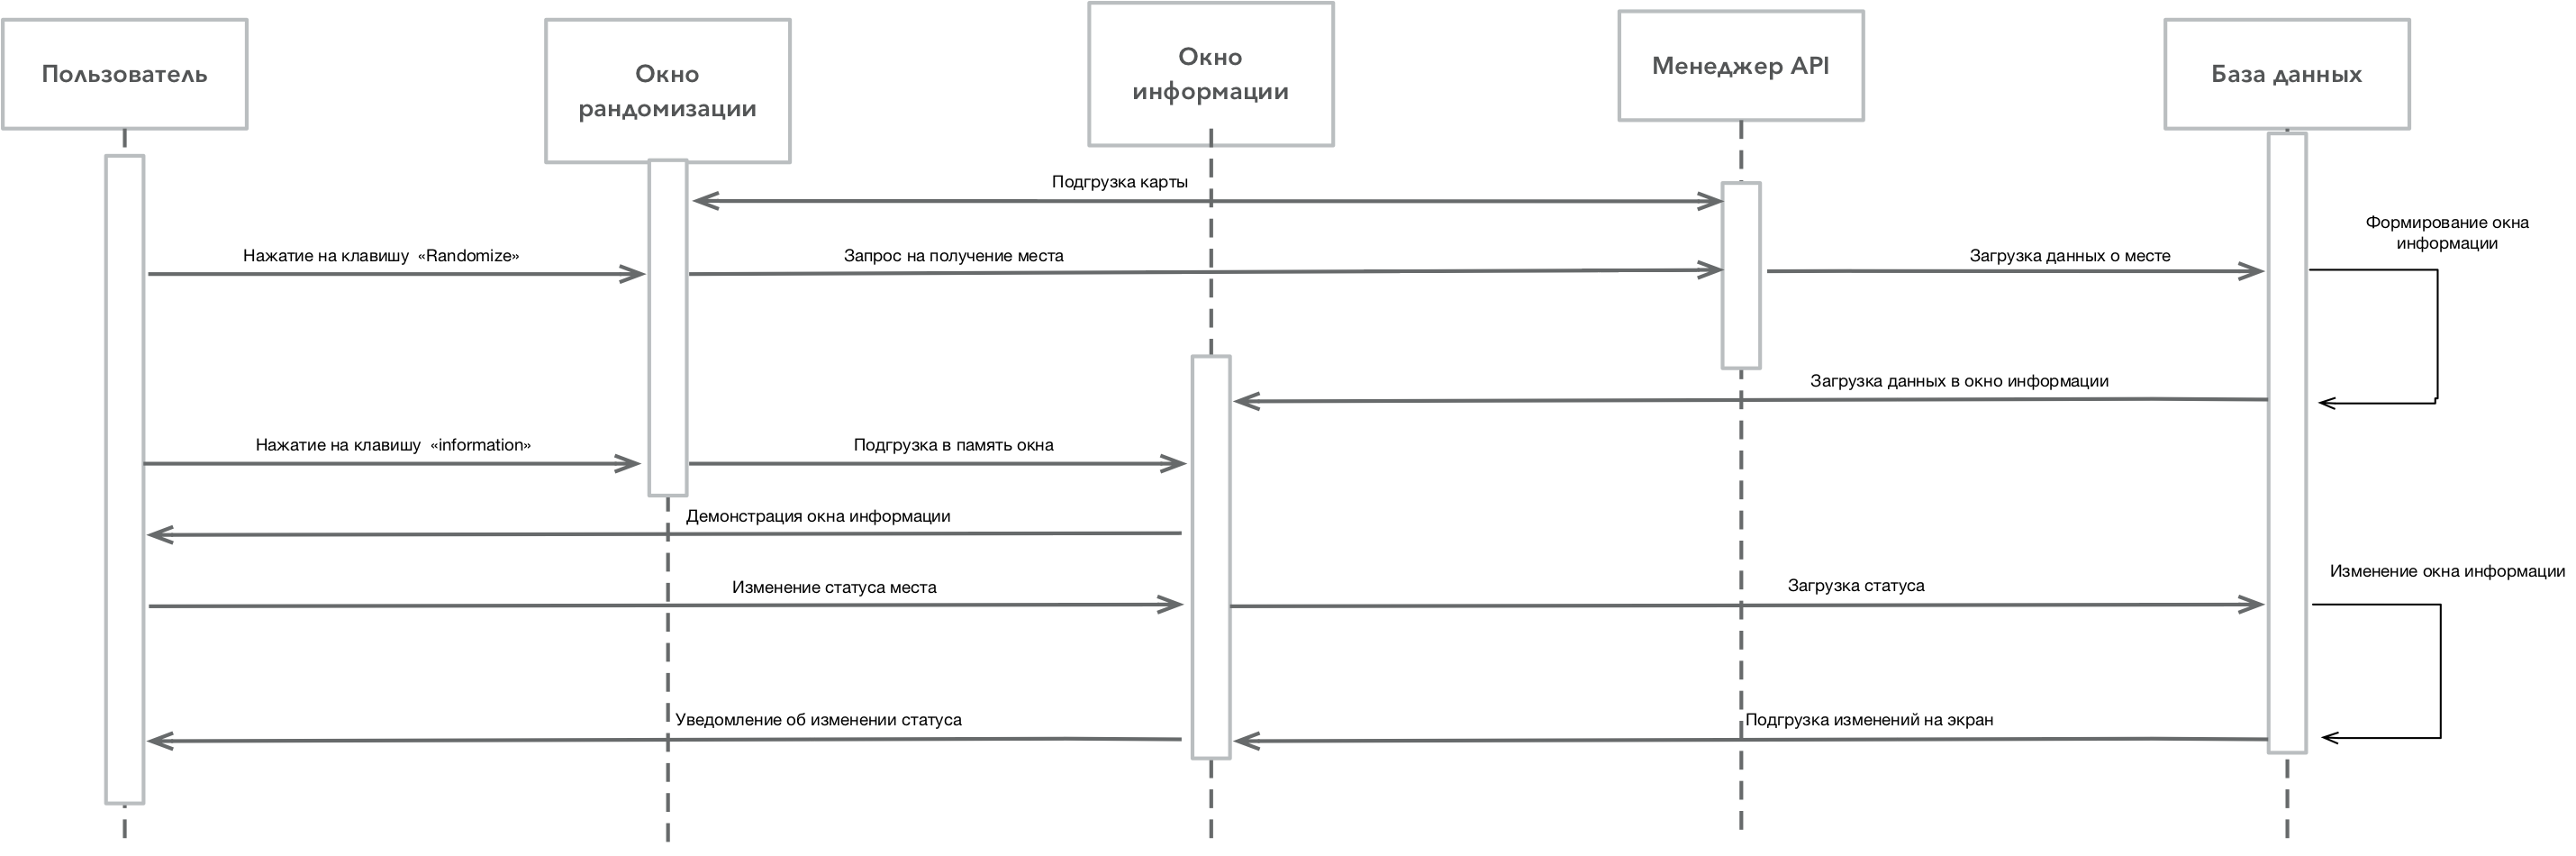 Пользователь
Окно
рандомизации
Окно
информации
Менеджер API
База данных
Подгрузка карты
Нажатие на клавишу «Randomize»
Запрос на получение места
Загрузка данных о месте
Формирование окна
информации
Загрузка данных в окно информации
Нажатие на клавишу «information»
Подгрузка в память окна
Демонстрация окна информации
Изменение статуса места
Загрузка статуса
Изменение окна информации
Уведомление об изменении статуса
Подгрузка изменений на экран